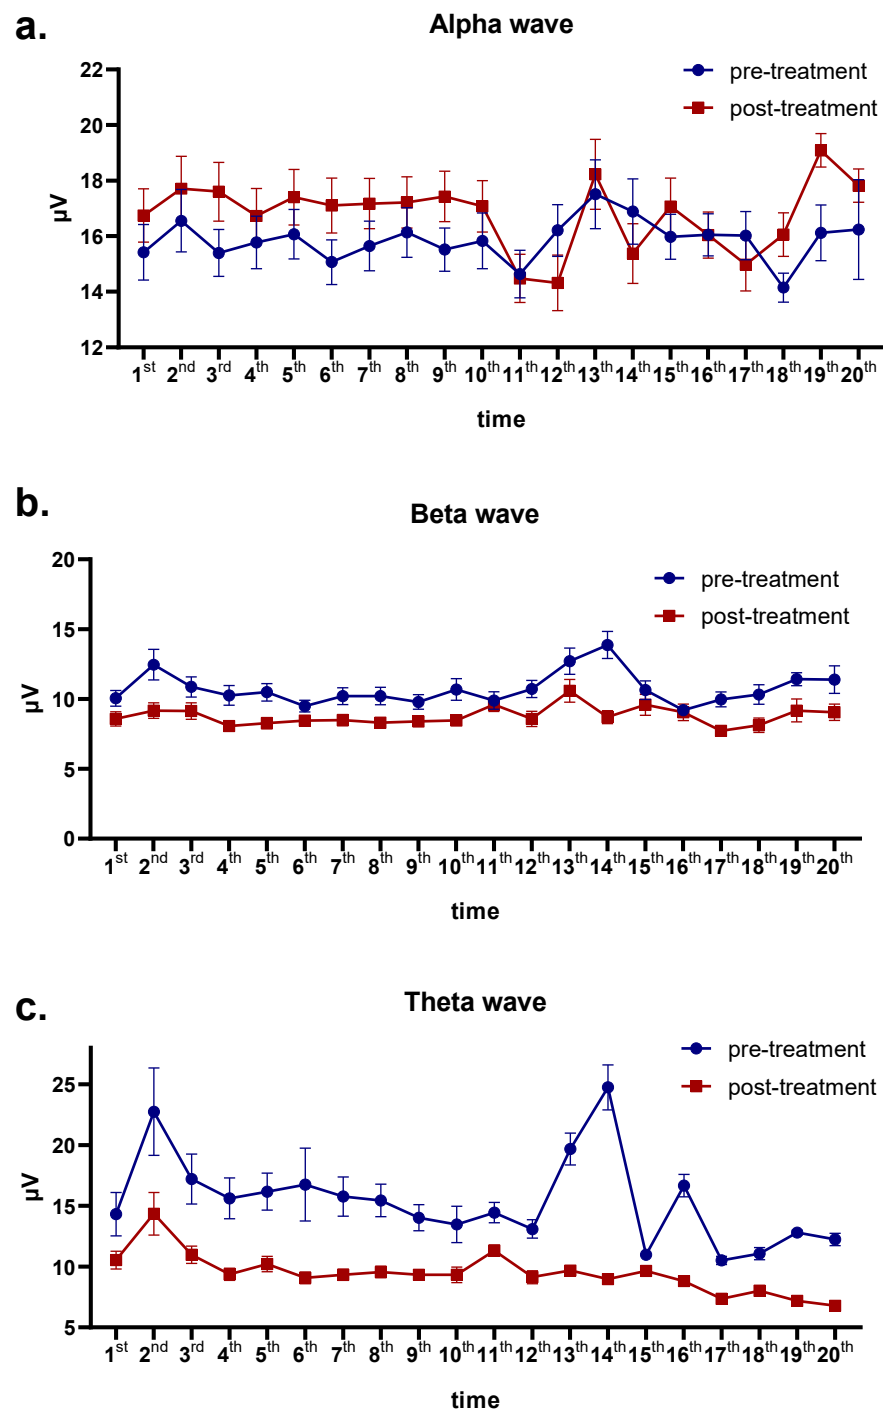 a.
Alpha wave
pre-treatment
post-treatment
22
20
18
16
14
12
µV
1st 2nd 3rd 4th 5th 6th 7th 8th 9th 10th 11th 12th 13th 14th 15th 16th 17th 18th 19th 20th
time
b.
Beta wave
pre-treatment
post-treatment
20
15
10
5
0
µV
1st 2nd 3rd 4th 5th 6th 7th 8th 9th 10th 11th 12th 13th 14th 15th 16th 17th 18th 19th 20th
time
c.
Theta wave
pre-treatment
post-treatment
25
20
15
10
5
µV
1st 2nd 3rd 4th 5th 6th 7th 8th 9th 10th 11th 12th 13th 14th 15th 16th 17th 18th 19th 20th
time